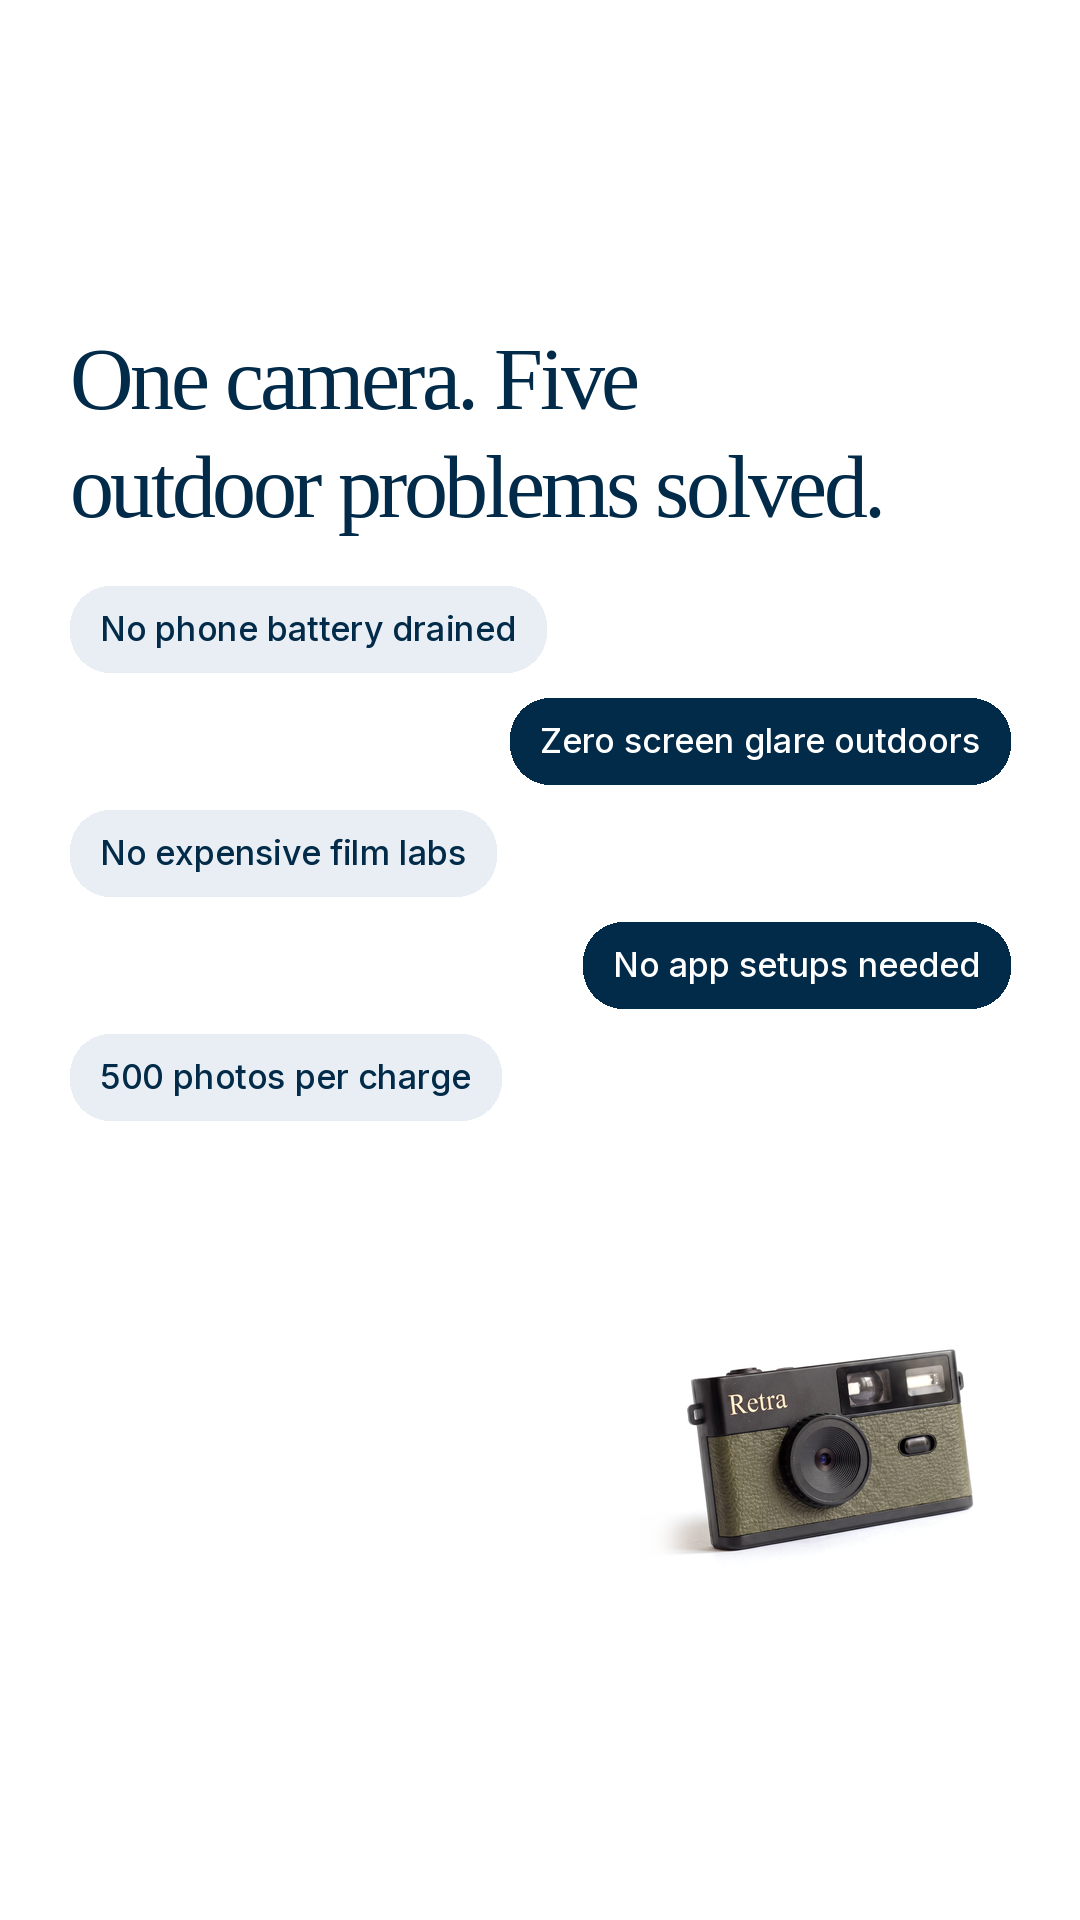 One camera. Five
outdoor problems solved.
No phone battery drained
Zero screen glare outdoors
No expensive film labs
No app setups needed
500 photos per charge
Retra